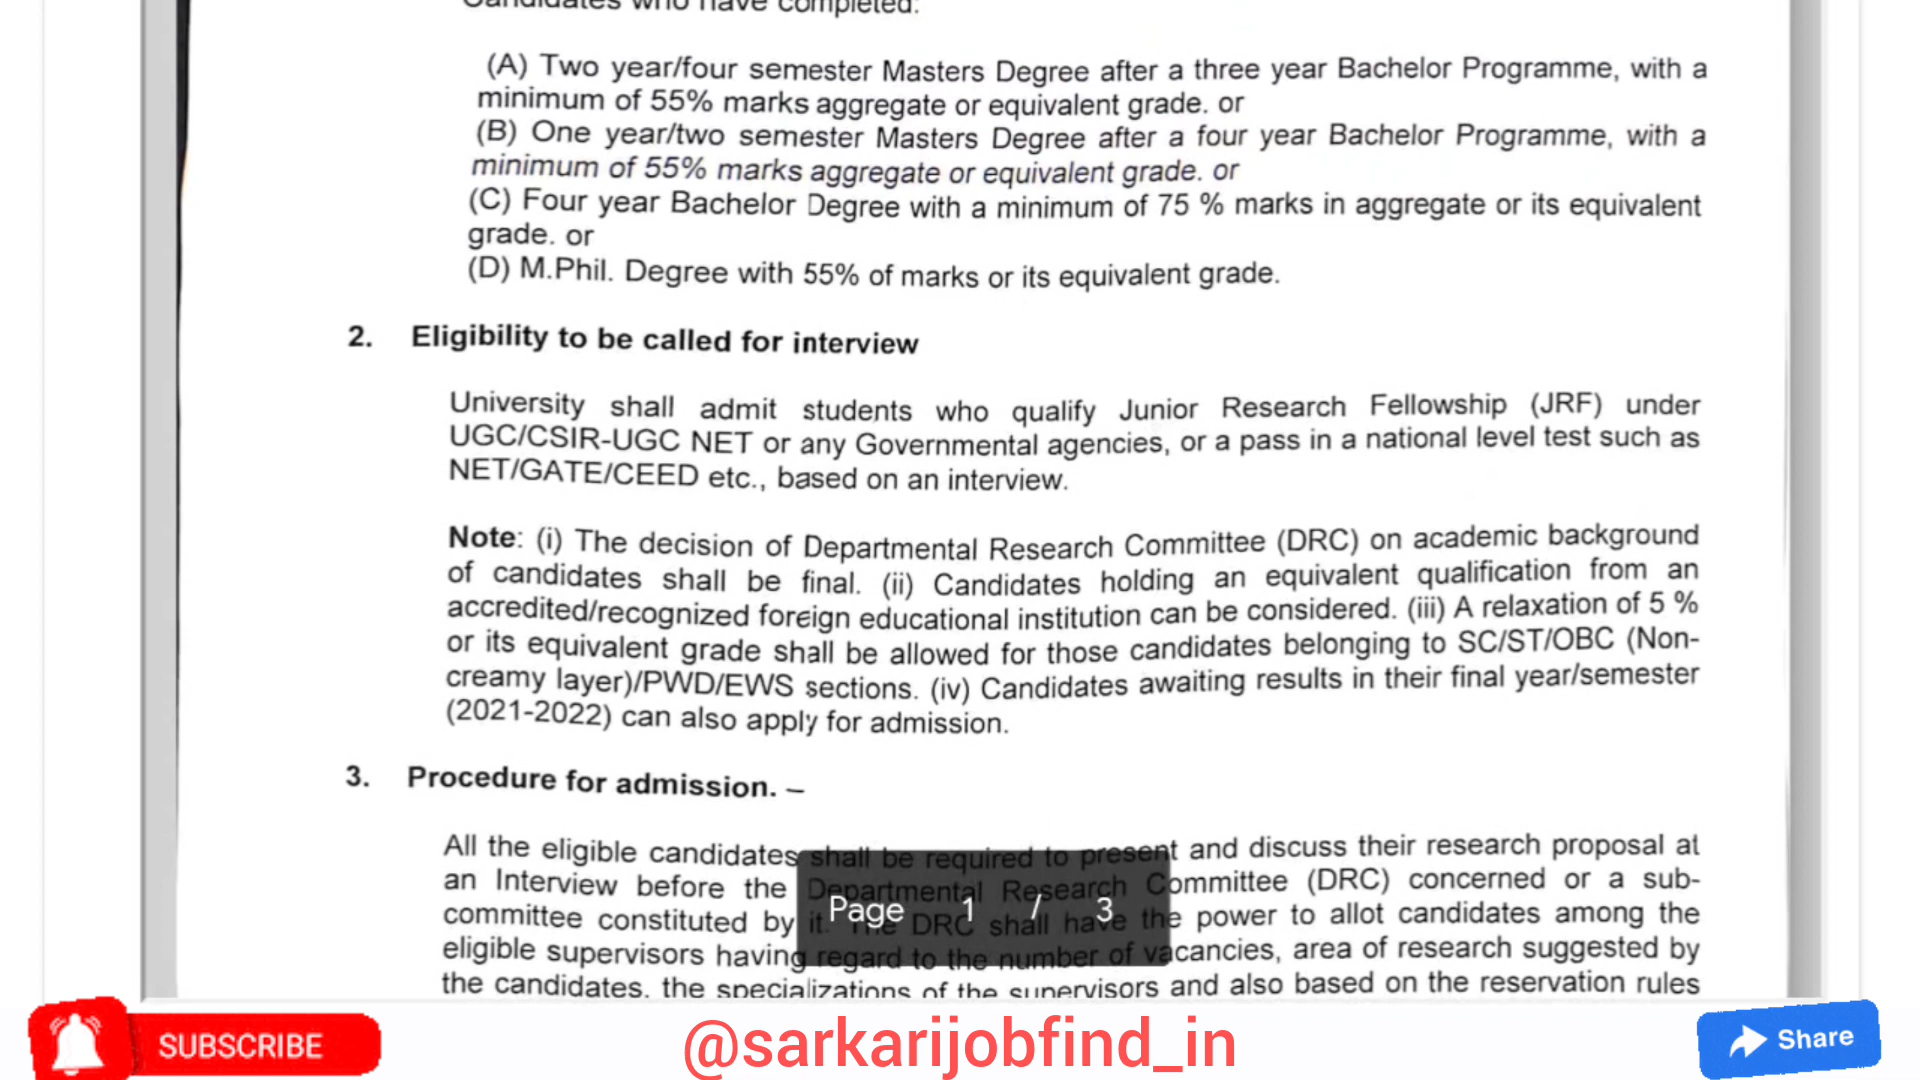 Candidates who have completed:
(A) Two year/four semester Masters Degree after a three year Bachelor Programme, with a
minimum of 55% marks aggregate or equivalent grade. or
(B) One year/two semester Masters Degree after a four year Bachelor Programme, with a
minimum of 55% marks aggregate or equivalent grade. or
(C) Four year Bachelor Degree with a minimum of 75 % marks in aggregate or its equivalent
grade. or
(D) M.Phil. Degree with 55% of marks or its equivalent grade.
2. Eligibility to be called for interview
University shall admit students who qualify Junior Research Fellowship (JRF) under
UGC/CSIR-UGC NET or any Governmental agencies, or a pass in a national level test such as
NET/GATE/CEED etc., based on an interview.
Note: (i) The decision of Departmental Research Committee (DRC) on academic background
of candidates shall be final. (ii) Candidates holding an equivalent qualification from an
accredited/recognized foreign educational institution can be considered. (iii) A relaxation of 5 %
or its equivalent grade shall be allowed for those candidates belonging to SC/ST/OBC (Non-
creamy layer)/PWD/EWS sections. (iv) Candidates awaiting results in their final year/semester
(2021-2022) can also apply for admission.
3. Procedure for admission. –
All the eligible candidates shall be required to present and discuss their research proposal at
an Interview before the Departmental Research Committee (DRC) concerned or a sub-
committee constituted by it. The DRC shall have the power to allot candidates among the
eligible supervisors having regard to the number of vacancies, area of research suggested by
the candidates, the specializations of the supervisors and also based on the reservation rules
Page 1 / 3
SUBSCRIBE
@sarkarijobfind_in
Share